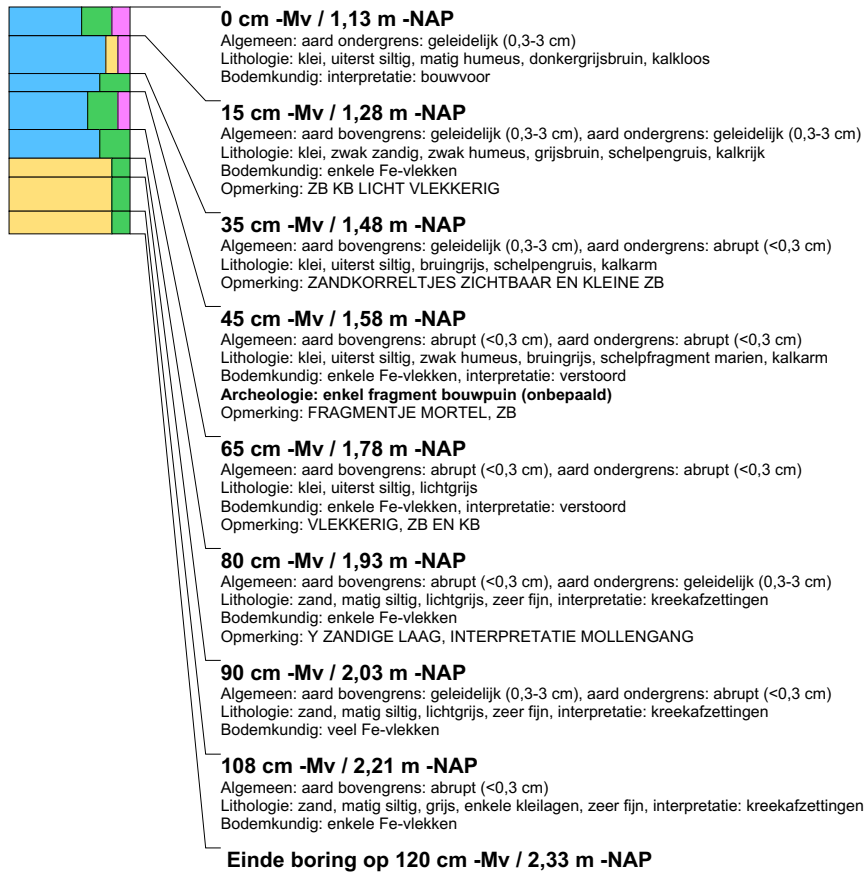 0 cm -Mv / 1,13 m -NAP
Algemeen: aard ondergrens: geleidelijk (0,3-3 cm)
Lithologie: klei, uiterst siltig, matig humeus, donkergrijsbruin, kalkloos
Bodemkundig: interpretatie: bouwvoor
15 cm -Mv / 1,28 m -NAP
Algemeen: aard bovengrens: geleidelijk (0,3-3 cm), aard ondergrens: geleidelijk (0,3-3 cm)
Lithologie: klei, zwak zandig, zwak humeus, grijsbruin, schelpengruis, kalkrijk
Bodemkundig: enkele Fe-vlekken
Opmerking: ZB KB LICHT VLEKKERIG
35 cm -Mv / 1,48 m -NAP
Algemeen: aard bovengrens: geleidelijk (0,3-3 cm), aard ondergrens: abrupt (<0,3 cm)
Lithologie: klei, uiterst siltig, bruingrijs, schelpengruis, kalkarm
Opmerking: ZANDKORRELTJES ZICHTBAAR EN KLEINE ZB
45 cm -Mv / 1,58 m -NAP
Algemeen: aard bovengrens: abrupt (<0,3 cm), aard ondergrens: abrupt (<0,3 cm)
Lithologie: klei, uiterst siltig, zwak humeus, bruingrijs, schelpfragment marien, kalkarm
Bodemkundig: enkele Fe-vlekken, interpretatie: verstoord
Archeologie: enkel fragment bouwpuin (onbepaald)
Opmerking: FRAGMENTJE MORTEL, ZB
65 cm -Mv / 1,78 m -NAP
Algemeen: aard bovengrens: abrupt (<0,3 cm), aard ondergrens: abrupt (<0,3 cm)
Lithologie: klei, uiterst siltig, lichtgrijs
Bodemkundig: enkele Fe-vlekken, interpretatie: verstoord
Opmerking: VLEKKERIG, ZB EN KB
80 cm -Mv / 1,93 m -NAP
Algemeen: aard bovengrens: abrupt (<0,3 cm), aard ondergrens: geleidelijk (0,3-3 cm)
Lithologie: zand, matig siltig, lichtgrijs, zeer fijn, interpretatie: kreekafzettingen
Bodemkundig: enkele Fe-vlekken
Opmerking: Y ZANDIGE LAAG, INTERPRETATIE MOLLENGANG
90 cm -Mv / 2,03 m -NAP
Algemeen: aard bovengrens: geleidelijk (0,3-3 cm), aard ondergrens: abrupt (<0,3 cm)
Lithologie: zand, matig siltig, lichtgrijs, zeer fijn, interpretatie: kreekafzettingen
Bodemkundig: veel Fe-vlekken
108 cm -Mv / 2,21 m -NAP
Algemeen: aard bovengrens: abrupt (<0,3 cm)
Lithologie: zand, matig siltig, grijs, enkele kleilagen, zeer fijn, interpretatie: kreekafzettingen
Bodemkundig: enkele Fe-vlekken
Einde boring op 120 cm -Mv / 2,33 m -NAP